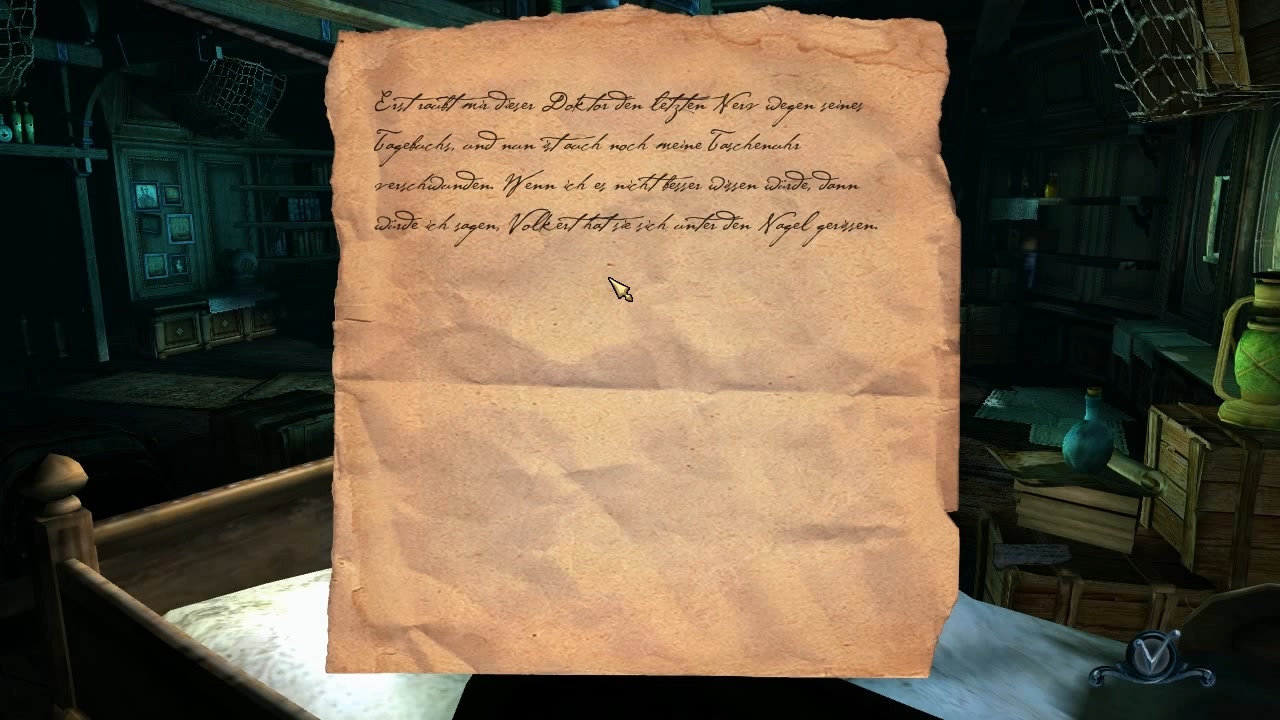 Erst raubt mir dieser Doktor den letzten Nerv wegen seines
Tagebuchs, und nun ist auch noch meine Taschenuhr
verschwunden. Wenn ich es nicht besser wissen würde, dann
würde ich sagen, Volkert hat sie sich unter den Nagel gerissen.